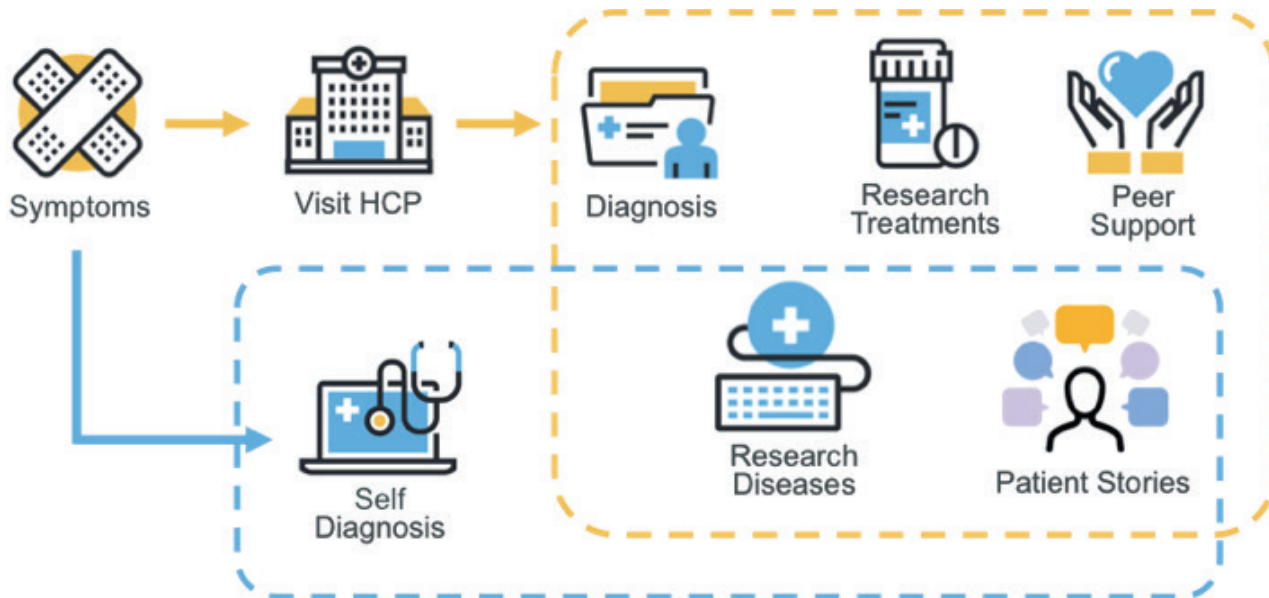 Symptoms
Visit HCP
Diagnosis
Research
Treatments
Peer
Support
Self
Diagnosis
Research
Diseases
Patient Stories